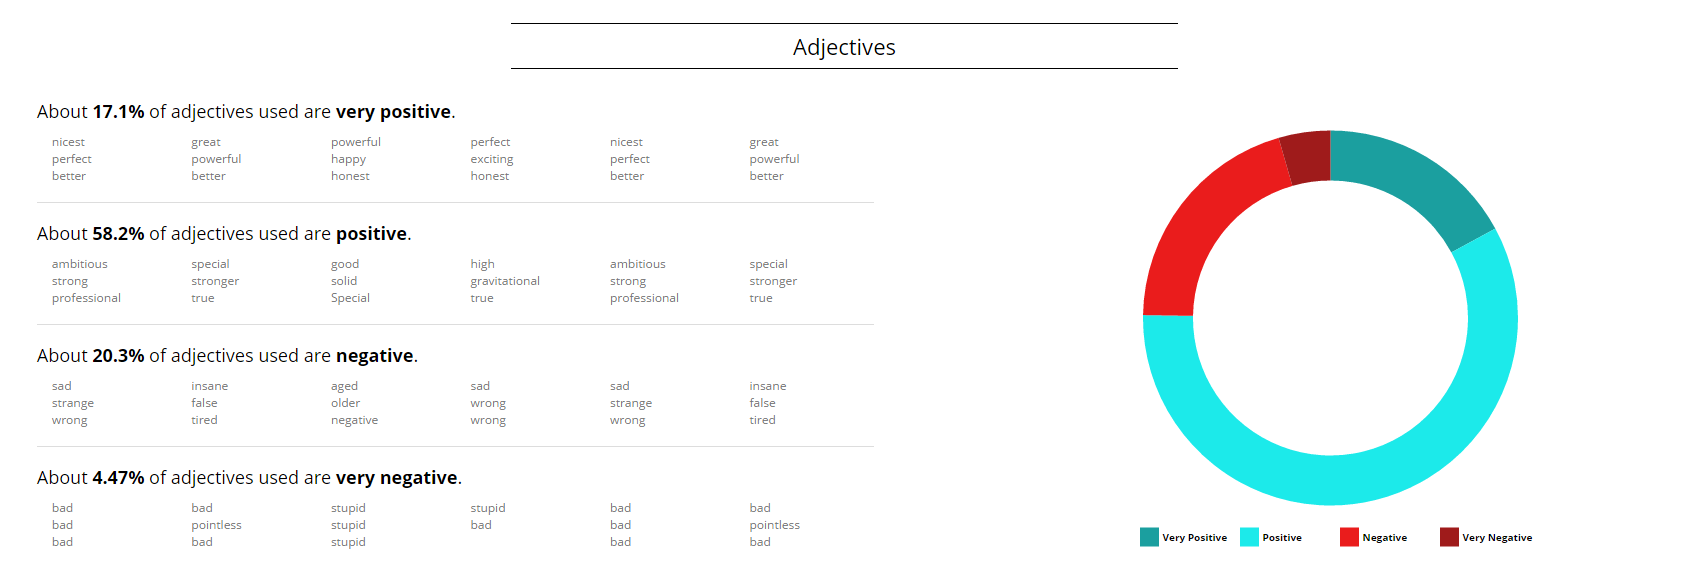 Adjectives
About 17.1% of adjectives used are very positive.
nicest great powerful perfect nicest great
perfect powerful happy exciting perfect powerful
better better honest honest better better
About 58.2% of adjectives used are positive.
ambitious special good high ambitious special
strong stronger solid gravitational strong stronger
professional true Special true professional true
About 20.3% of adjectives used are negative.
sad insane aged sad sad insane
strange false older wrong strange false
wrong tired negative wrong wrong tired
About 4.47% of adjectives used are very negative.
bad bad stupid stupid bad bad
bad pointless stupid bad bad pointless
bad bad stupid bad bad
Very Positive Positive Negative Very Negative